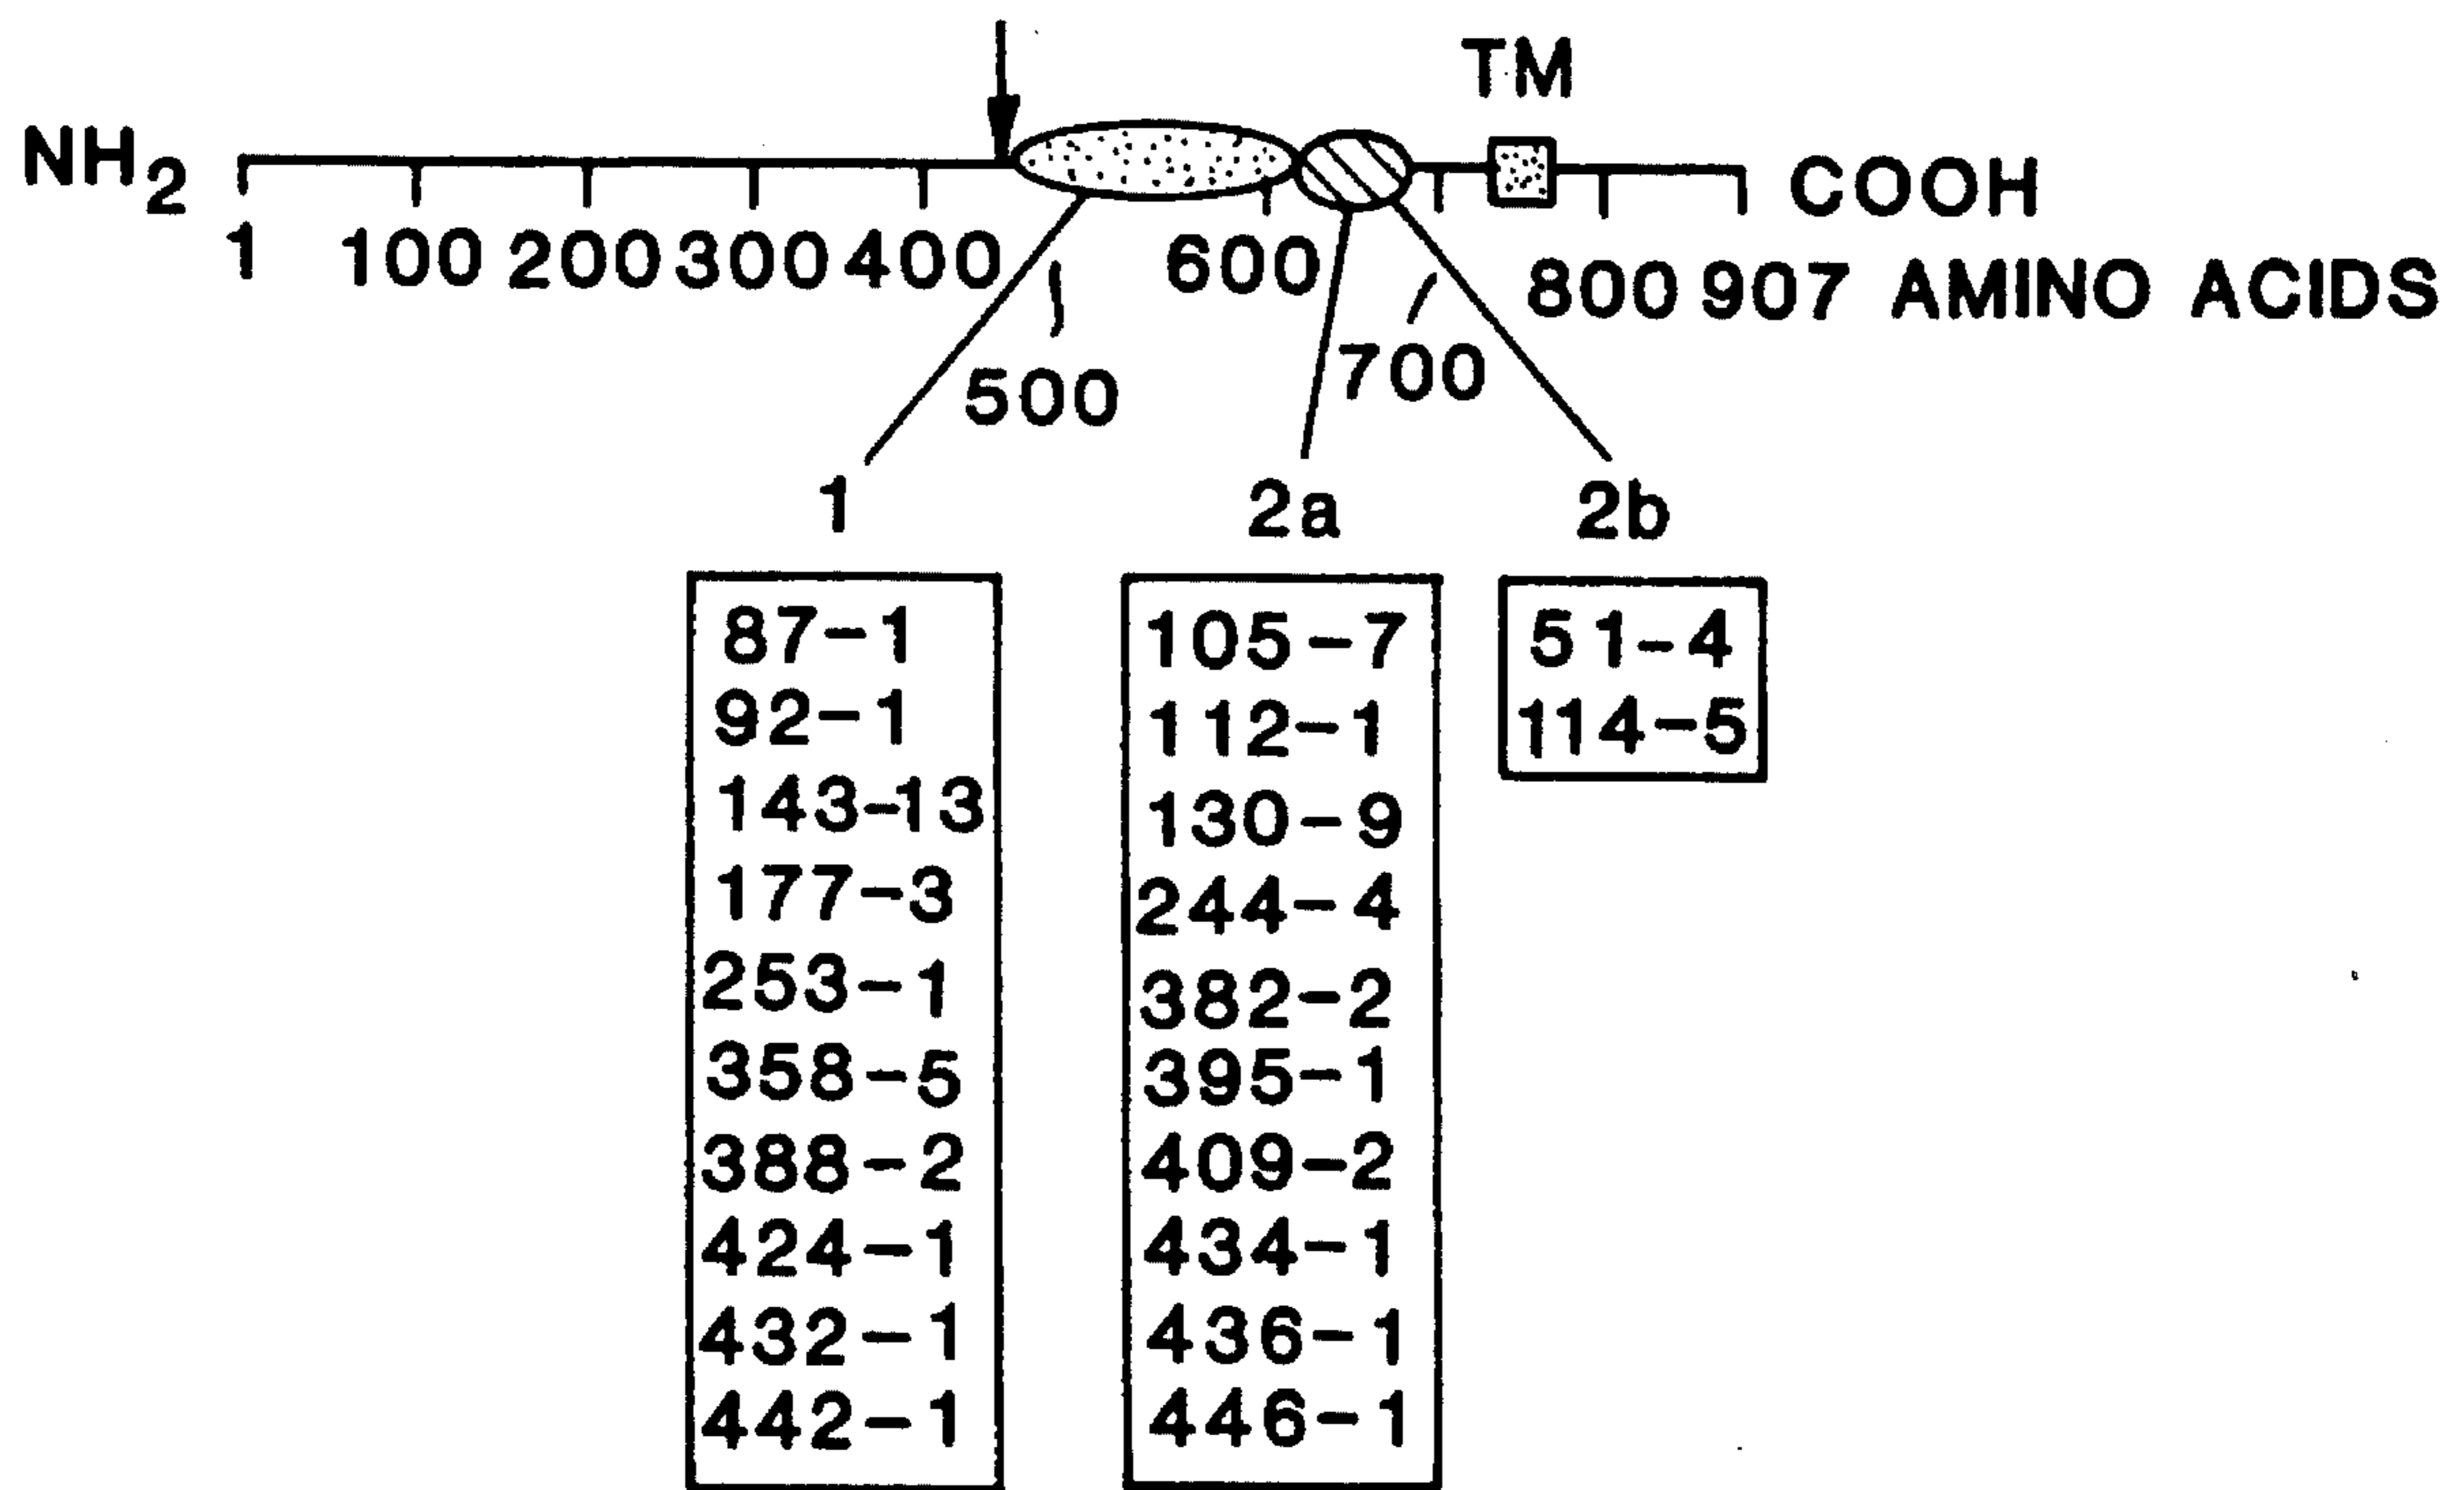 TM
NH2 COOH
1 100 200 300 400 600 800 907 AMINO ACIDS
500 700
1 2a 2b
87-1 105-7 51-4
92-1 112-1 114-5
143-13 130-9
177-3 244-4
253-1 382-2
358-5 395-1
388-2 409-2
424-1 434-1
432-1 436-1
442-1 446-1